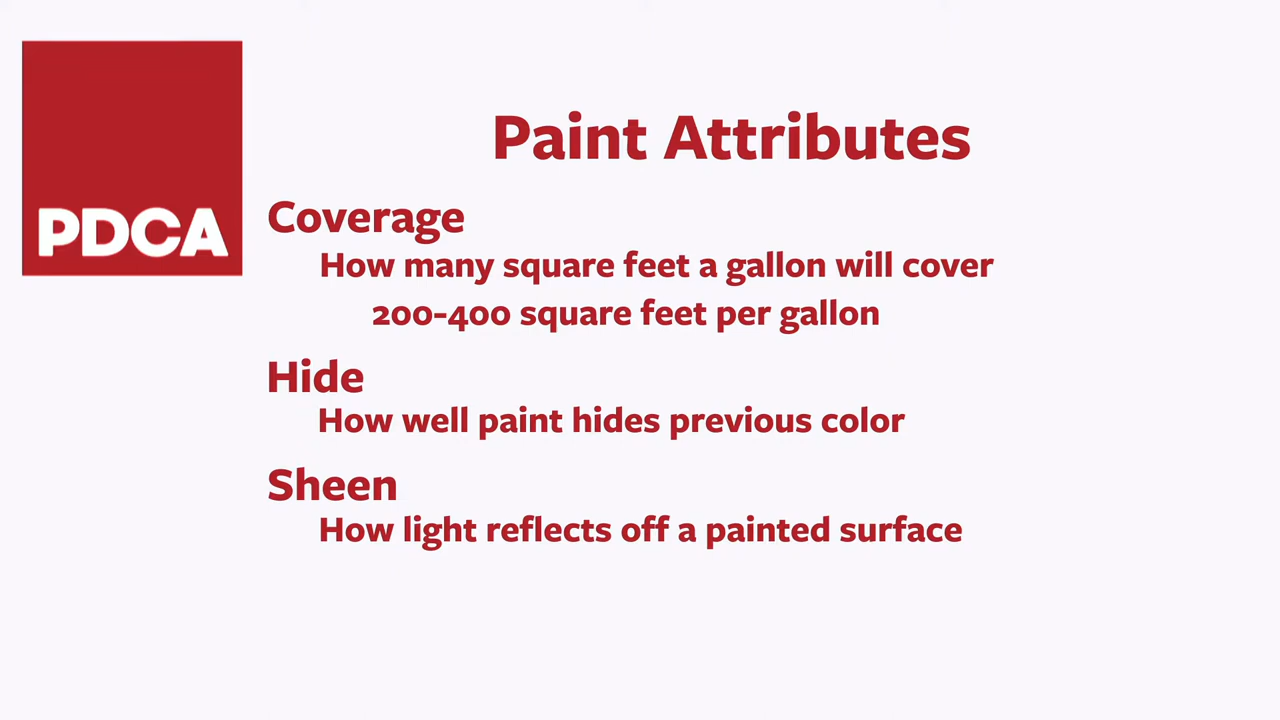 PDCA
Paint Attributes
Coverage
How many square feet a gallon will cover
200-400 square feet per gallon
Hide
How well paint hides previous color
Sheen
How light reflects off a painted surface